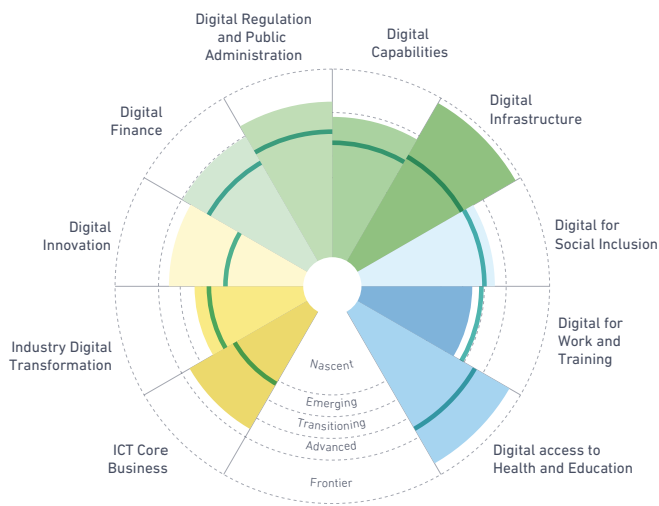 Digital Regulation
and Public
Administration
Digital
Capabilities
Digital
Infrastructure
Digital for
Social Inclusion
Digital for
Work and
Training
Digital access to
Health and Education
ICT Core
Business
Industry Digital
Transformation
Digital
Innovation
Digital
Finance
Nascent
Emerging
Transitioning
Advanced
Frontier